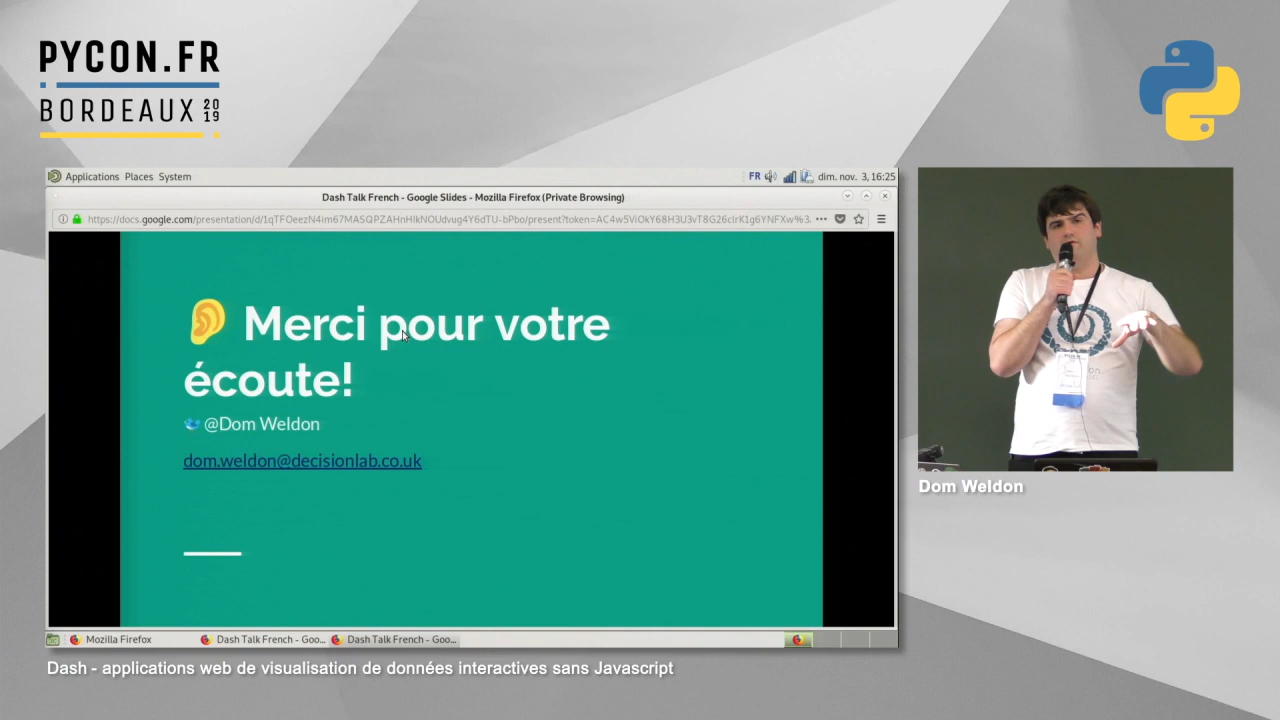 PYCON.FR
BORDEAUX 2019
Applications Places System
FR dim. nov. 3, 16:25
Dash Talk French - Google Slides - Mozilla Firefox (Private Browsing)
👂 Merci pour votre
écoute!
@Dom Weldon
dom.weldon@decisionlab.co.uk
Mozilla Firefox
Dash Talk French - Goo...
Dash Talk French - Goo...
Dom Weldon
Dash - applications web de visualisation de données interactives sans Javascript